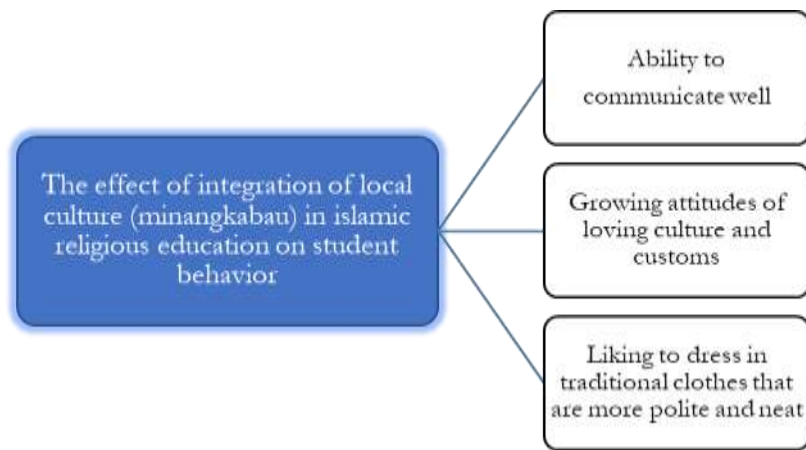 The effect of integration of local
culture (minangkabau) in islamic
religious education on student
behavior
Ability to
communicate well
Growing attitudes of
loving culture and
customs
Liking to dress in
traditional clothes that
are more polite and neat